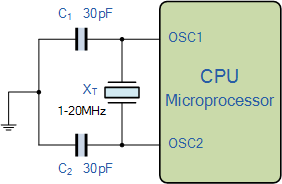 C1 30pF
OSC1
XT
1-20MHz
CPU
Microprocessor
OSC2
C2 30pF